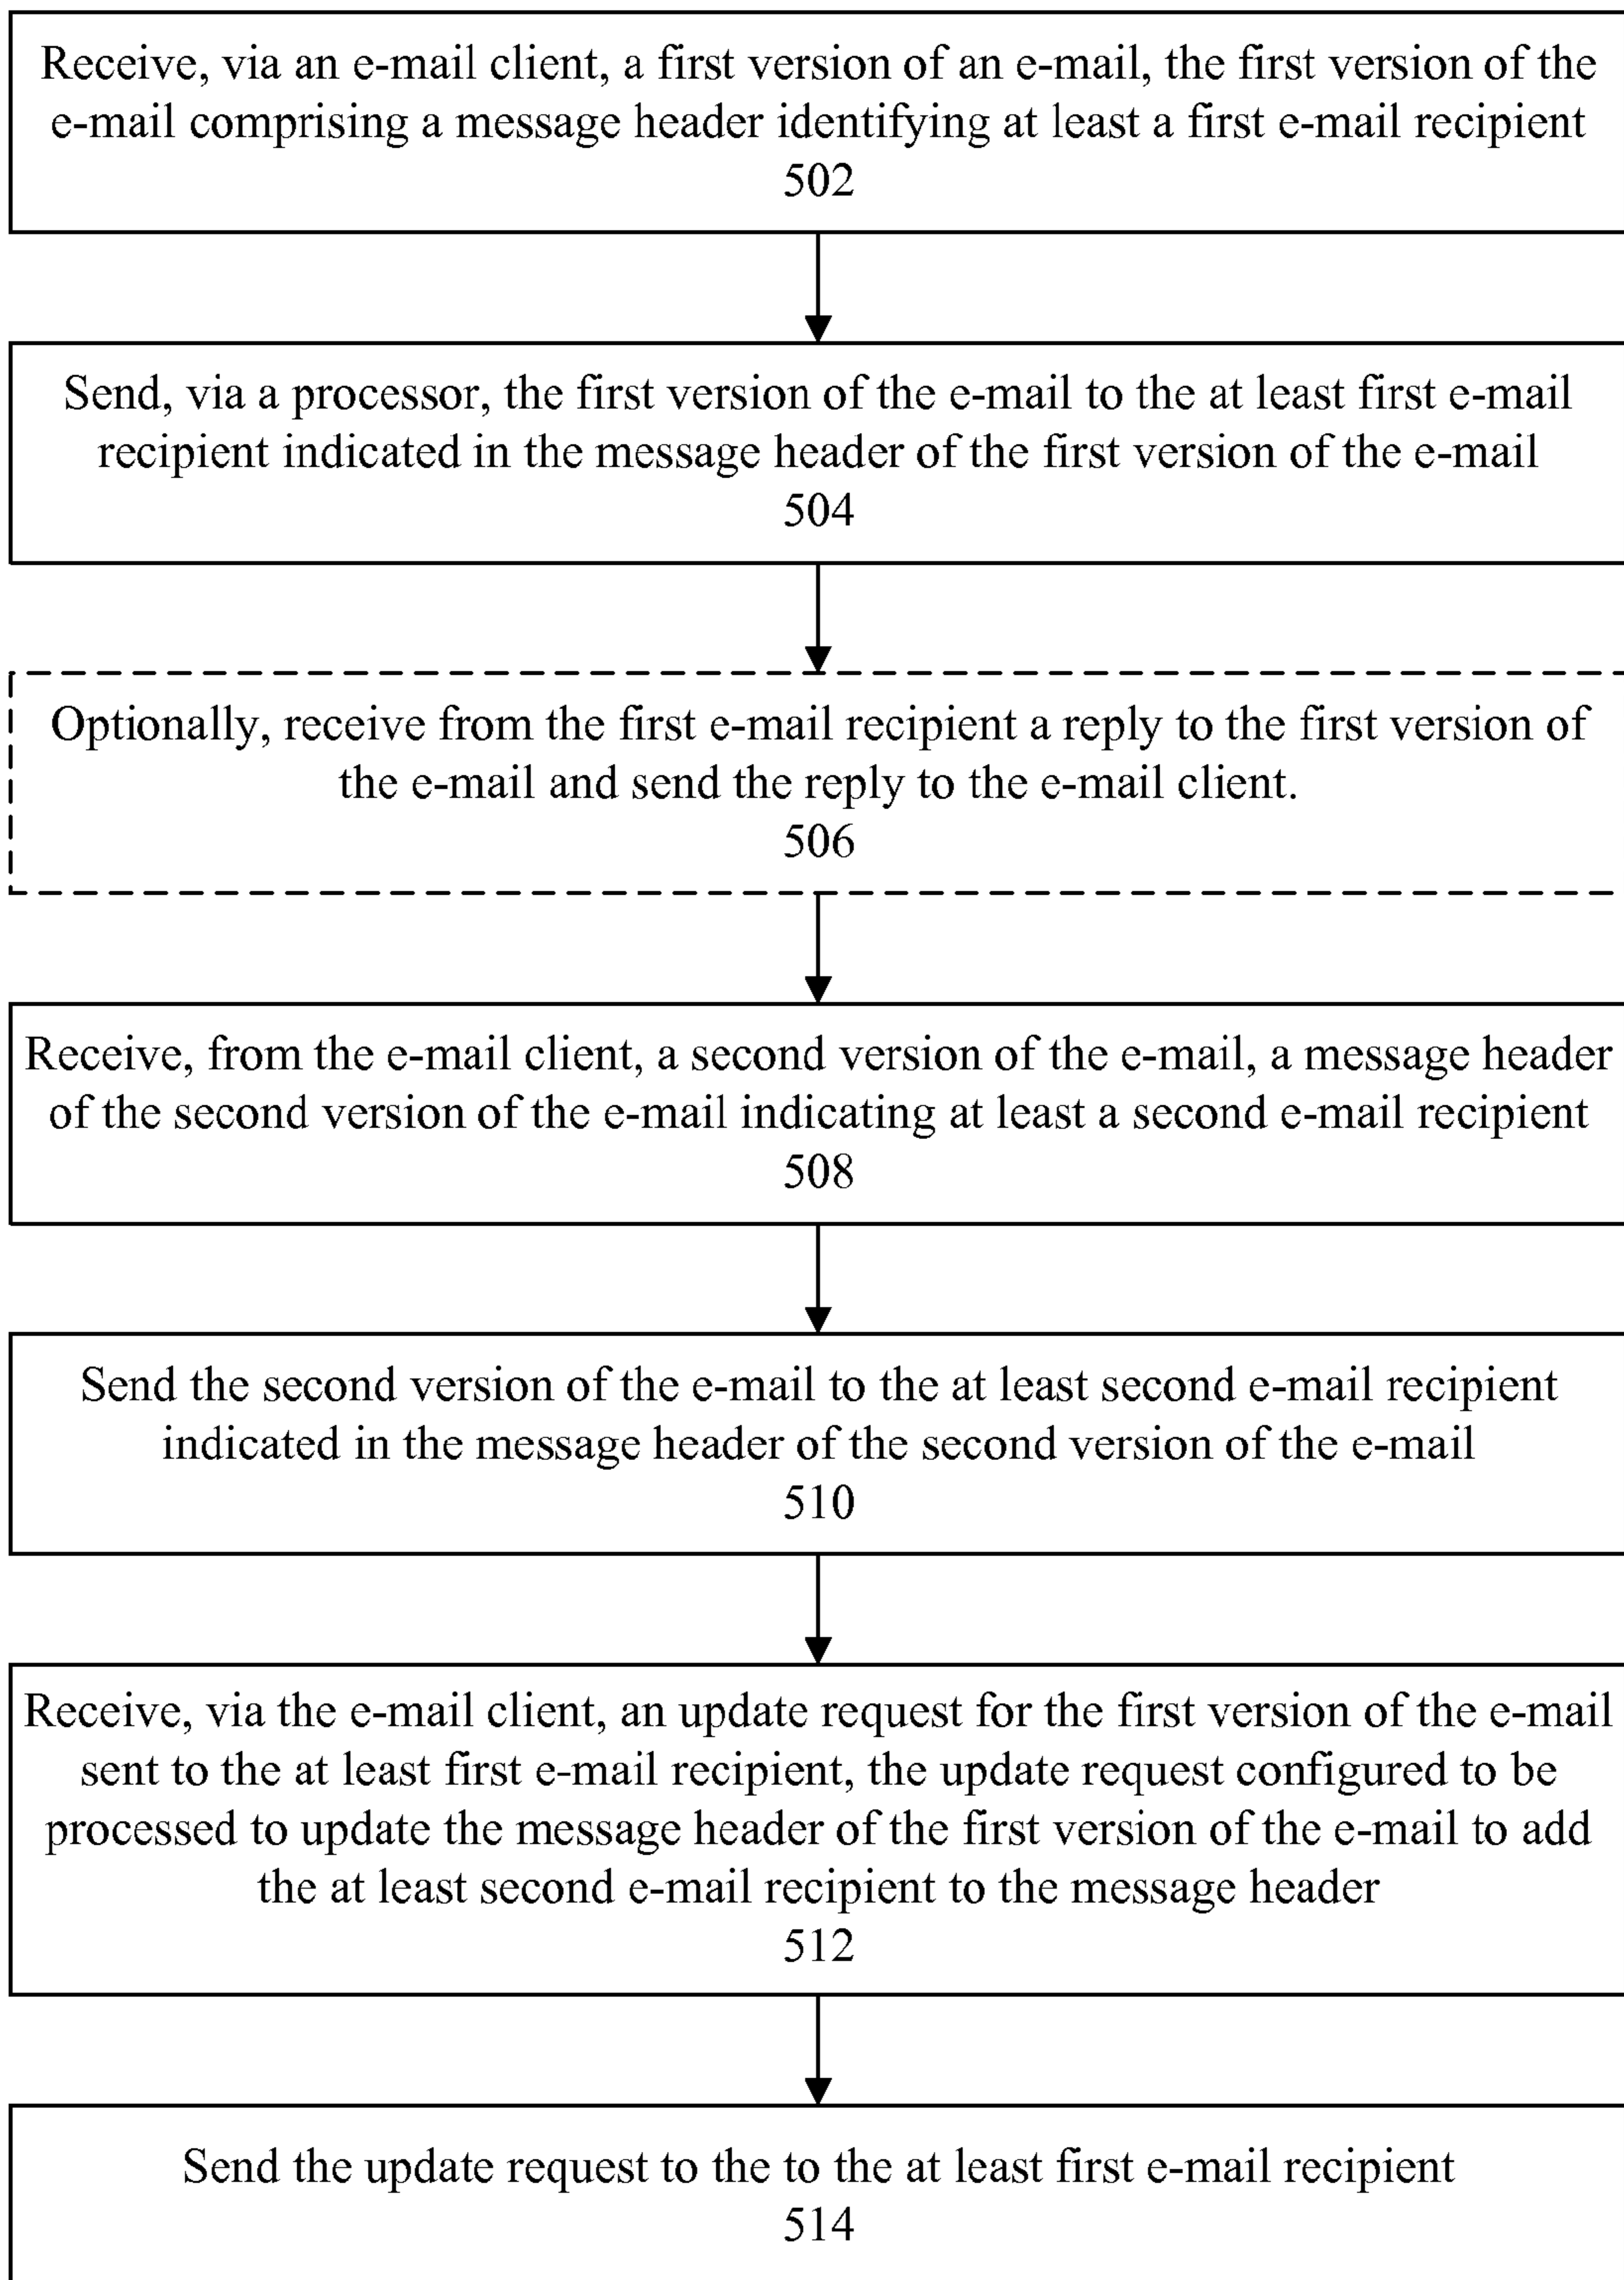 Receive, via an e-mail client, a first version of an e-mail, the first version of the
e-mail comprising a message header identifying at least a first e-mail recipient
502
Send, via a processor, the first version of the e-mail to the at least first e-mail
recipient indicated in the message header of the first version of the e-mail
504
Optionally, receive from the first e-mail recipient a reply to the first version of
the e-mail and send the reply to the e-mail client.
506
Receive, from the e-mail client, a second version of the e-mail, a message header
of the second version of the e-mail indicating at least a second e-mail recipient
508
Send the second version of the e-mail to the at least second e-mail recipient
indicated in the message header of the second version of the e-mail
510
Receive, via the e-mail client, an update request for the first version of the e-mail
sent to the at least first e-mail recipient, the update request configured to be
processed to update the message header of the first version of the e-mail to add
the at least second e-mail recipient to the message header
512
Send the update request to the to the at least first e-mail recipient
514